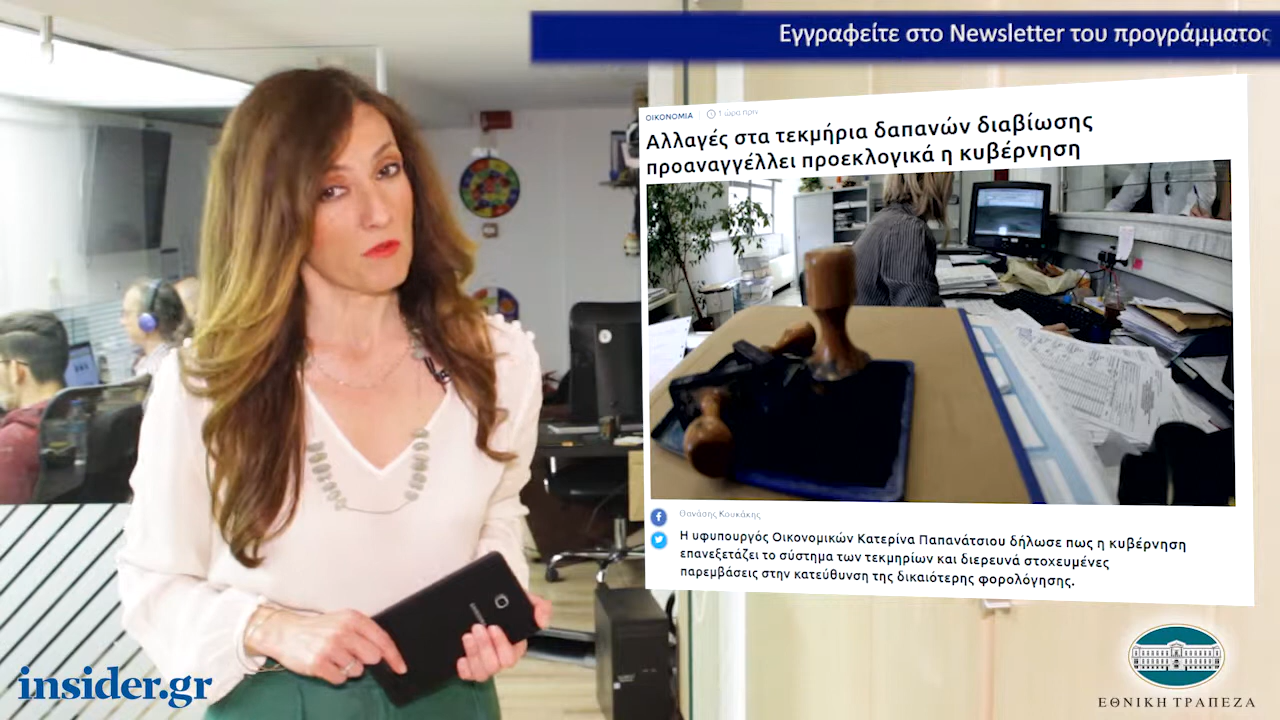 Εγγραφείτε στο Newsletter του προγράμματος
ΟΙΚΟΝΟΜΙΑ 1 ώρα πριν
Αλλαγές στα τεκμήρια δαπανών διαβίωσης
προαναγγέλλει προεκλογικά η κυβέρνηση
Θανάσης Κουκάκης
Η υφυπουργός Οικονομικών Κατερίνα Παπανάτσιου δήλωσε πως η κυβέρνηση
επανεξετάζει το σύστημα των τεκμηρίων και διερευνά στοχευμένες
παρεμβάσεις στην κατεύθυνση της δικαιότερης φορολόγησης.
SAMSUNG
insider.gr
ΕΘΝΙΚΗ ΤΡΑΠΕΖΑ